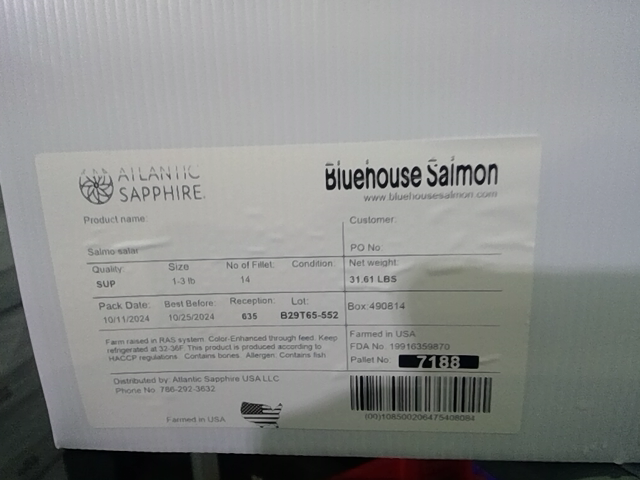 ATLANTIC
SAPPHIRE.
Bluehouse Salmon
www.bluehousesalmon.com
Product name:
Customer:
Salmo salar
PO No:
Quality: Size No of Fillet: Condition: Net weight:
SUP 1-3 lb 14 31.61 LBS
Pack Date: Best Before: Reception: Lot: Box:490814
10/11/2024 10/25/2024 635 B29T65-552
Farm raised in RAS system. Color-Enhanced through feed. Keep
refrigerated at 32-36F. This product is produced according to
HACCP regulations. Contains bones. Allergen: Contains fish
Farmed in USA
FDA No. 19916359870
Pallet No: 7188
Distributed by: Atlantic Sapphire USA LLC
Phone No: 786-292-3632
Farmed in USA
(00)108500206475408084